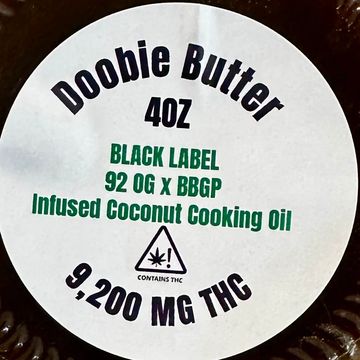 Doobie Butter
4OZ
BLACK LABEL
92 OG x BBGP
Infused Coconut Cooking Oil
!
CONTAINS THC
9,200 MG THC